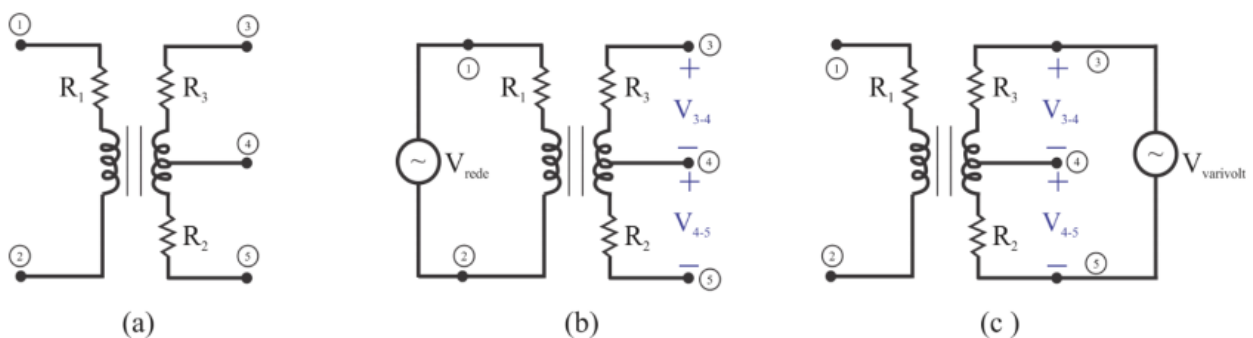 1 3
R1 R3
4
2 R2 5
(a)
1 3
R1 R3 +
V3-4
~ Vrede − 4
+
V4-5
2 R2 −
5
(b)
1 3
R1 R3 +
V3-4
− 4 ~ Vvarivolt
+
V4-5
2 R2 − 5
(c )